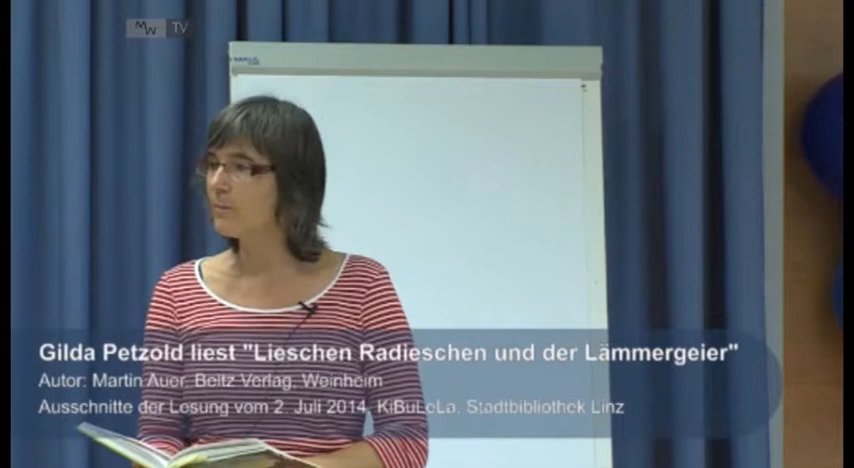 MW TV
Gilda Petzold liest "Lieschen Radieschen und der Lämmergeier"
Autor: Martin Auer, Beltz Verlag, Weinheim
Ausschnitte der Lesung vom 2. Juli 2014, KiBuLeLa, Stadtbibliothek Linz